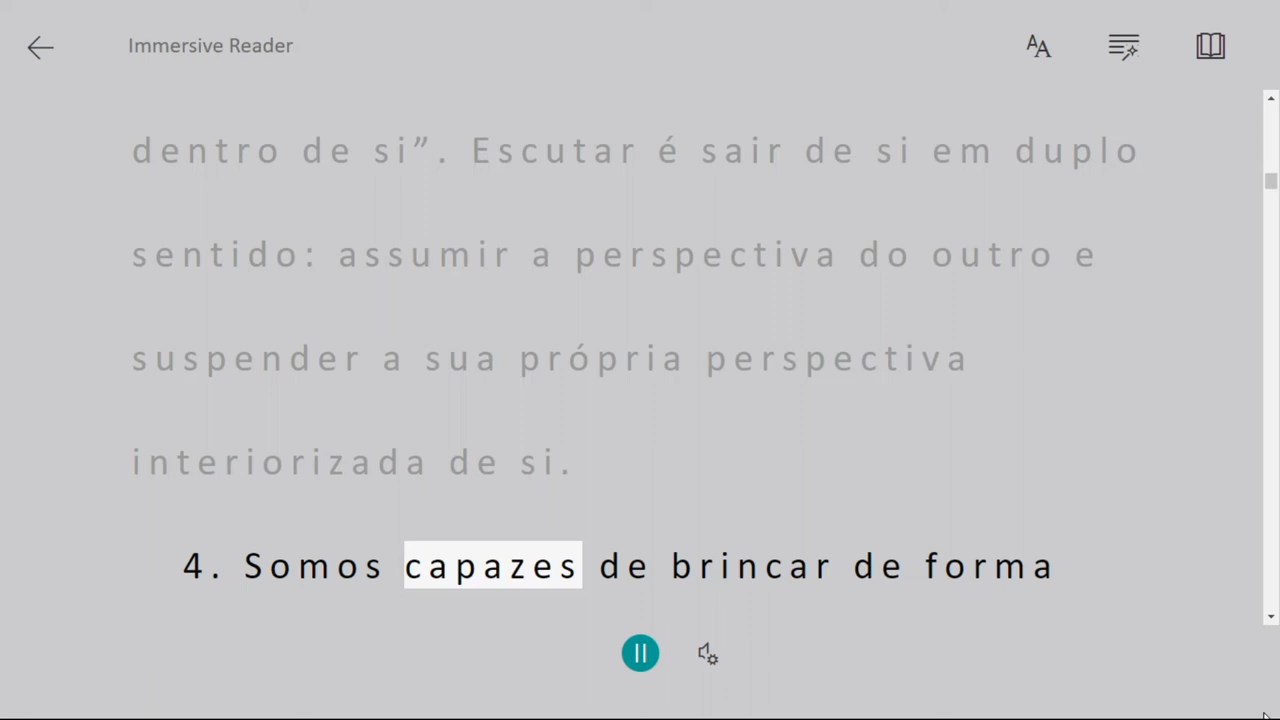 Immersive Reader
dentro de si”. Escutar é sair de si em duplo
sentido: assumir a perspectiva do outro e
suspender a sua própria perspectiva
interiorizada de si.
4. Somos capazes de brincar de forma